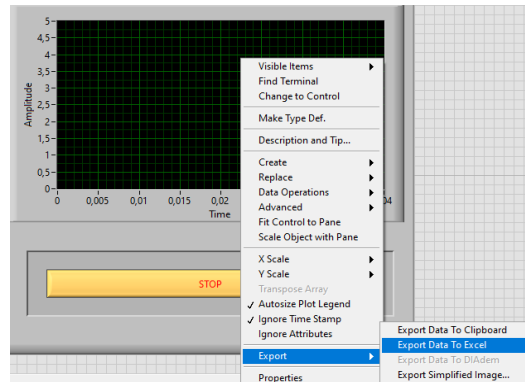 5
4,5
4
3,5
3
2,5
2
1,5
1
0,5
0
Amplitude
0
0,005
0,01
0,015
0,02
04
Time
STOP
Visible Items
Find Terminal
Change to Control
Make Type Def.
Description and Tip...
Create
Replace
Data Operations
Advanced
Fit Control to Pane
Scale Object with Pane
X Scale
Y Scale
Transpose Array
Autosize Plot Legend
Ignore Time Stamp
Ignore Attributes
Export
Properties
Export Data To Clipboard
Export Data To Excel
Export Data To DIAdem
Export Simplified Image...